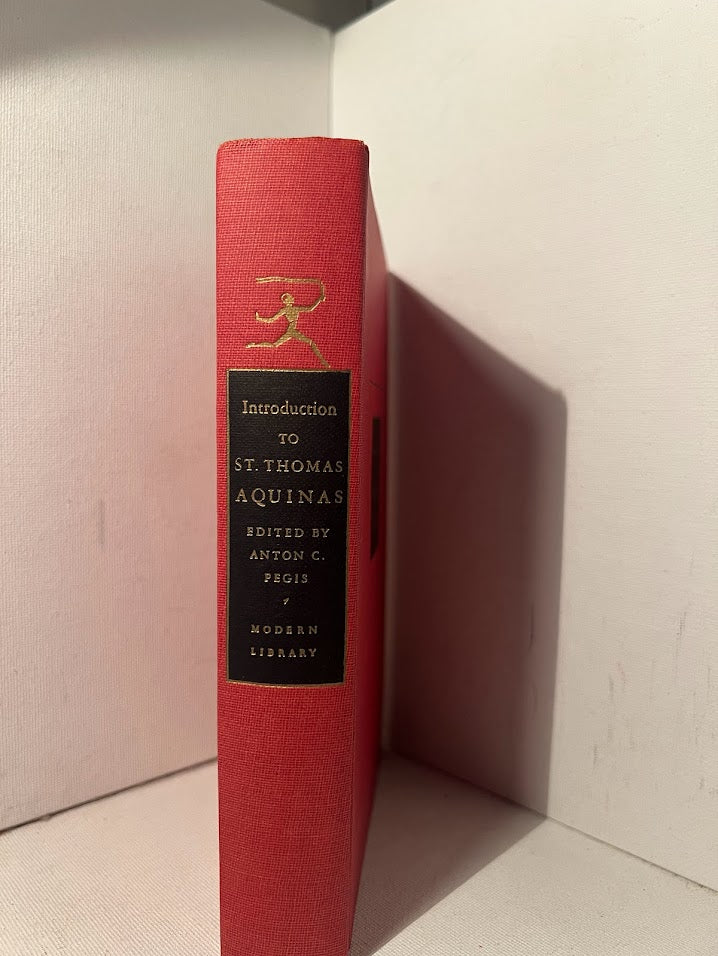 Introduction
TO
ST. THOMAS
AQUINAS
EDITED BY
ANTON C.
PEGIS
MODERN
LIBRARY